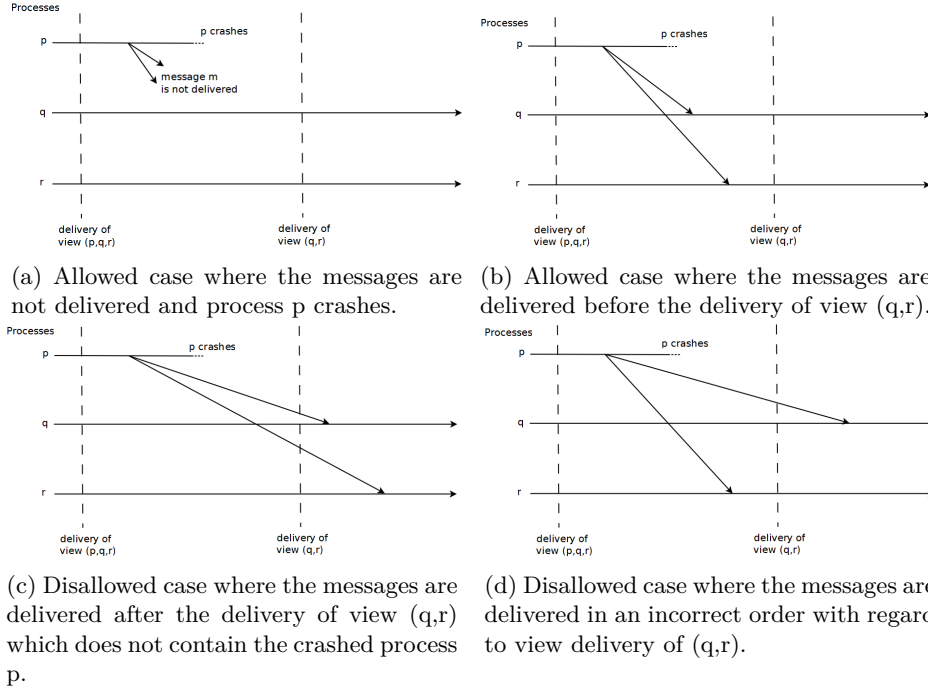 Processes
p
p crashes
message m
is not delivered
q
r
delivery of
view (p,q,r)
delivery of
view (q,r)
(a) Allowed case where the messages are
not delivered and process p crashes.
Processes
p
p crashes
q
r
delivery of
view (p,q,r)
delivery of
view (q,r)
(b) Allowed case where the messages are
delivered before the delivery of view (q,r).
Processes
p
p crashes
q
r
delivery of
view (p,q,r)
delivery of
view (q,r)
(c) Disallowed case where the messages are
delivered after the delivery of view (q,r)
which does not contain the crashed process
p.
Processes
p
p crashes
q
r
delivery of
view (p,q,r)
delivery of
view (q,r)
(d) Disallowed case where the messages are
delivered in an incorrect order with regard
to view delivery of (q,r).